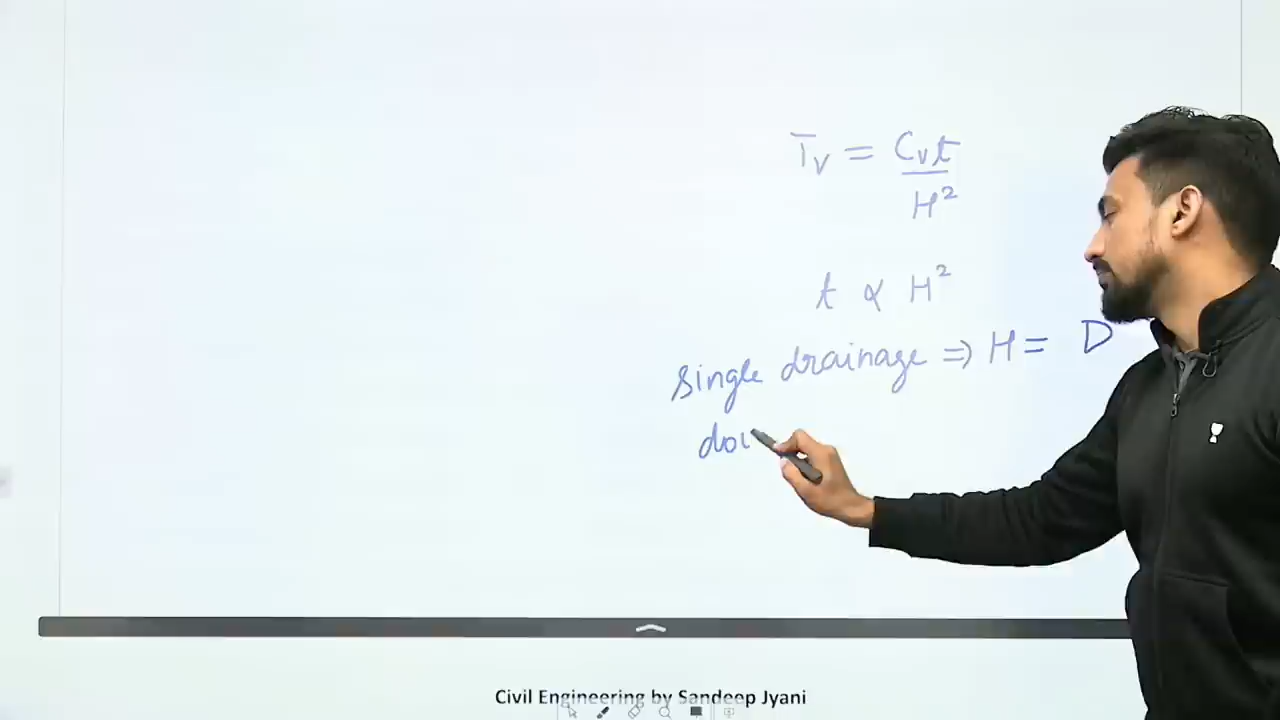 Tv = Cvt / H²
t ∝ H²
Single drainage ⇒ H = D
dou
Civil Engineering by Sandeep Jyani